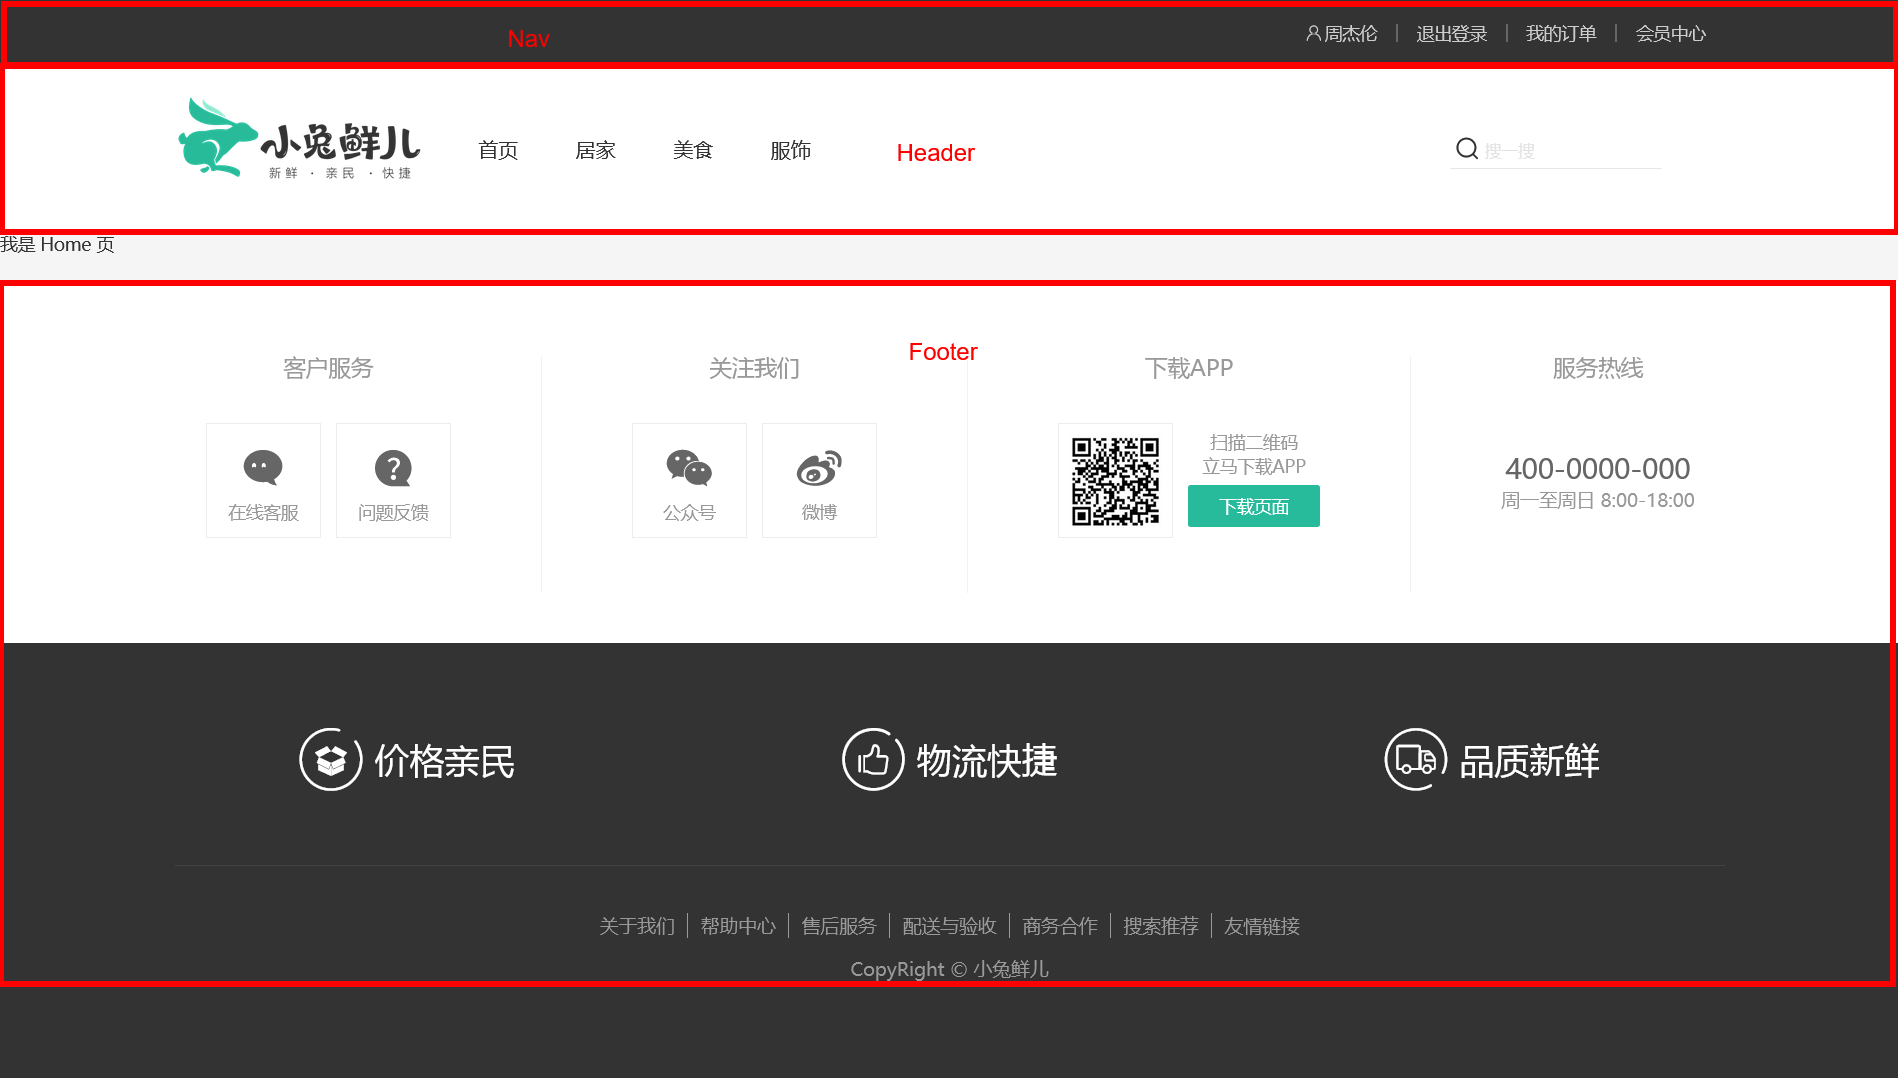 Nav
周杰伦 退出登录 我的订单 会员中心
小兔鲜儿
新鲜 · 亲民 · 快捷
首页 居家 美食 服饰
Header
搜一搜
我是 Home 页
Footer
客户服务 关注我们 下载APP 服务热线
在线客服 问题反馈
公众号 微博
扫描二维码
立马下载APP
下载页面
400-0000-000
周一至周日 8:00-18:00
价格亲民 物流快捷 品质新鲜
关于我们 帮助中心 售后服务 配送与验收 商务合作 搜索推荐 友情链接
CopyRight © 小兔鲜儿